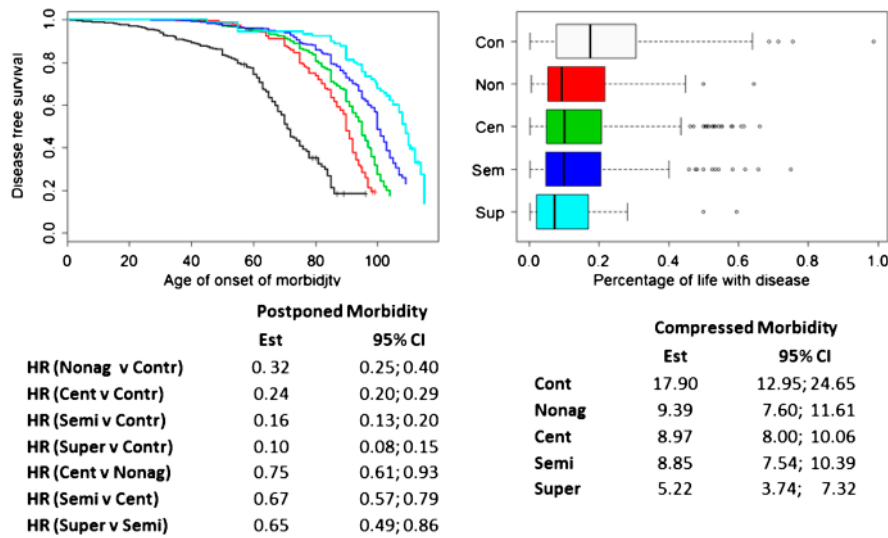 Disease free survival
1.0
0.8
0.6
0.4
0.2
0.0
0 20 40 60 80 100
Age of onset of morbidity
Con
Non
Cen
Sem
Sup
0.0 0.2 0.4 0.6 0.8 1.0
Percentage of life with disease
Postponed Morbidity
Est 95% CI
HR (Nonag v Contr) 0. 32 0.25; 0.40
HR (Cent v Contr) 0.24 0.20; 0.29
HR (Semi v Contr) 0.16 0.13; 0.20
HR (Super v Contr) 0.10 0.08; 0.15
HR (Cent v Nonag) 0.75 0.61; 0.93
HR (Semi v Cent) 0.67 0.57; 0.79
HR (Super v Semi) 0.65 0.49; 0.86
Compressed Morbidity
Est 95% CI
Cont 17.90 12.95; 24.65
Nonag 9.39 7.60; 11.61
Cent 8.97 8.00; 10.06
Semi 8.85 7.54; 10.39
Super 5.22 3.74; 7.32